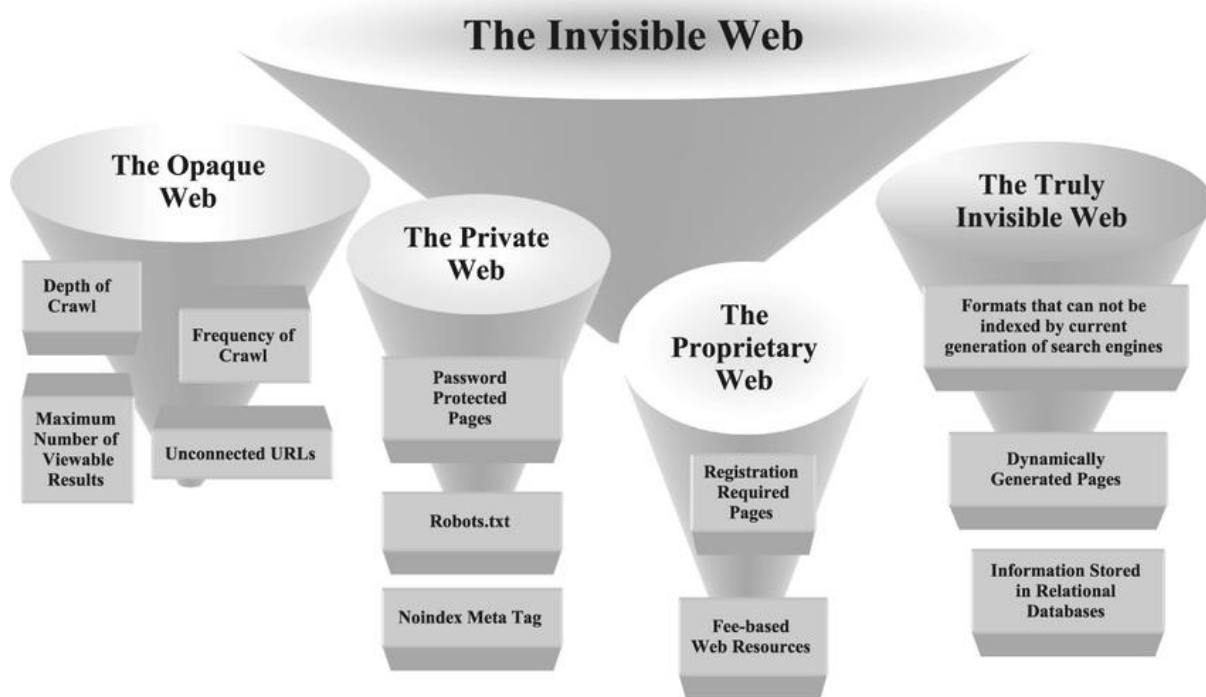 The Invisible Web
The Opaque
Web
Depth of
Crawl
Frequency of
Crawl
Maximum
Number of
Viewable
Results
Unconnected URLs
The Private
Web
Password
Protected
Pages
Robots.txt
Noindex Meta Tag
The
Proprietary
Web
Registration
Required
Pages
Fee-based
Web Resources
The Truly
Invisible Web
Formats that can not be
indexed by current
generation of search engines
Dynamically
Generated Pages
Information Stored
in Relational
Databases